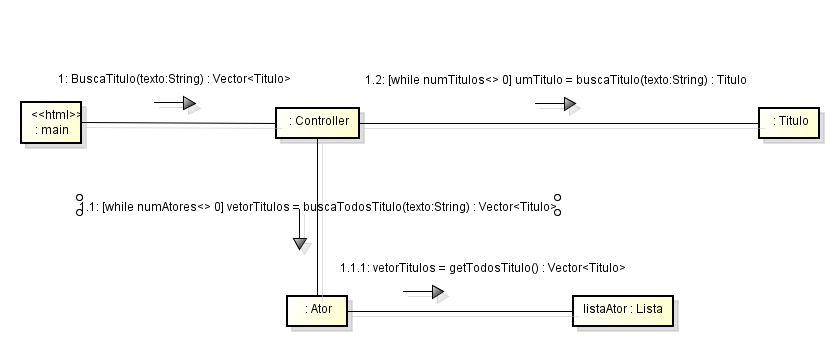 1: BuscaTitulo(texto:String) : Vector<Titulo>
1.2: [while numTitulos<> 0] umTitulo = buscaTitulo(texto:String) : Titulo
<<html>>
: main
: Controller
: Titulo
1.1: [while numAtores<> 0] vetorTitulos = buscaTodosTitulo(texto:String) : Vector<Titulo>
1.1.1: vetorTitulos = getTodosTitulo() : Vector<Titulo>
: Ator
listaAtor : Lista